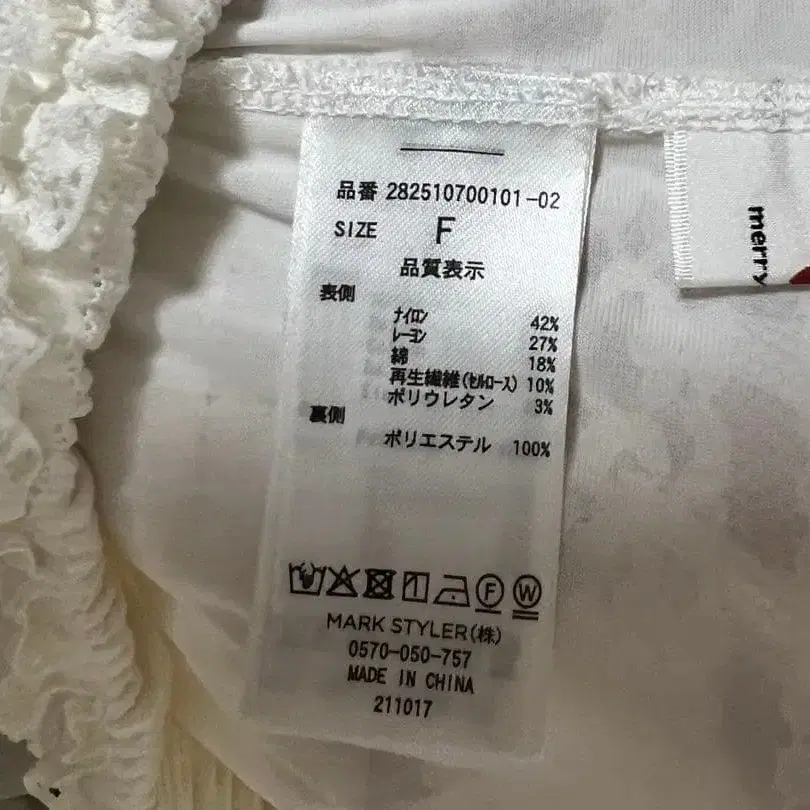 品番 282510700101-02
SIZE F
品質表示
表側
ナイロン 42%
レーヨン 27%
綿 18%
再生繊維(セルロース) 10%
ポリウレタン 3%
裏側
ポリエステル 100%
F W
MARK STYLER(株)
0570-050-757
MADE IN CHINA
211017
merry